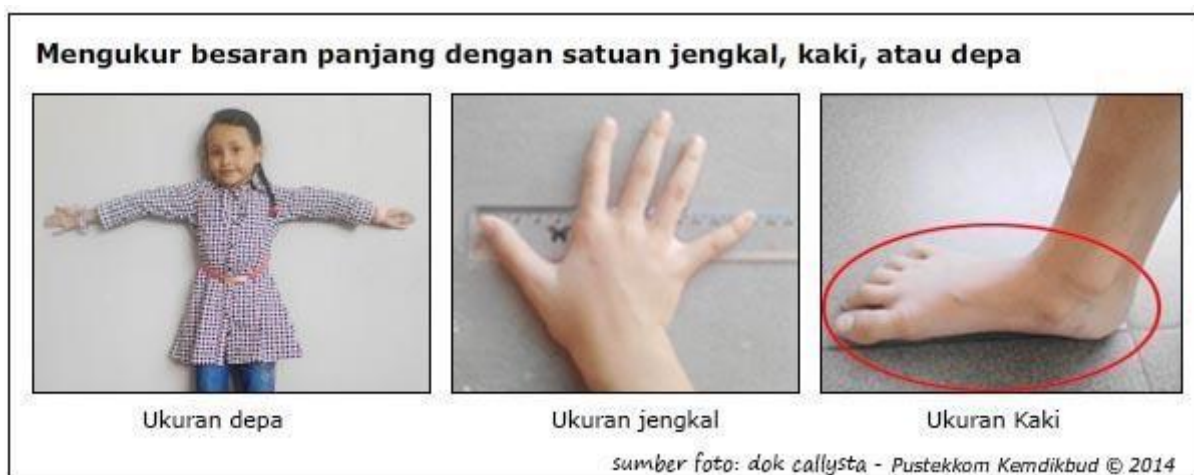 Mengukur besaran panjang dengan satuan jengkal, kaki, atau depa
Ukuran depa
Ukuran jengkal
Ukuran Kaki
sumber foto: dok callysta - Pustekkom Kemdikbud © 2014